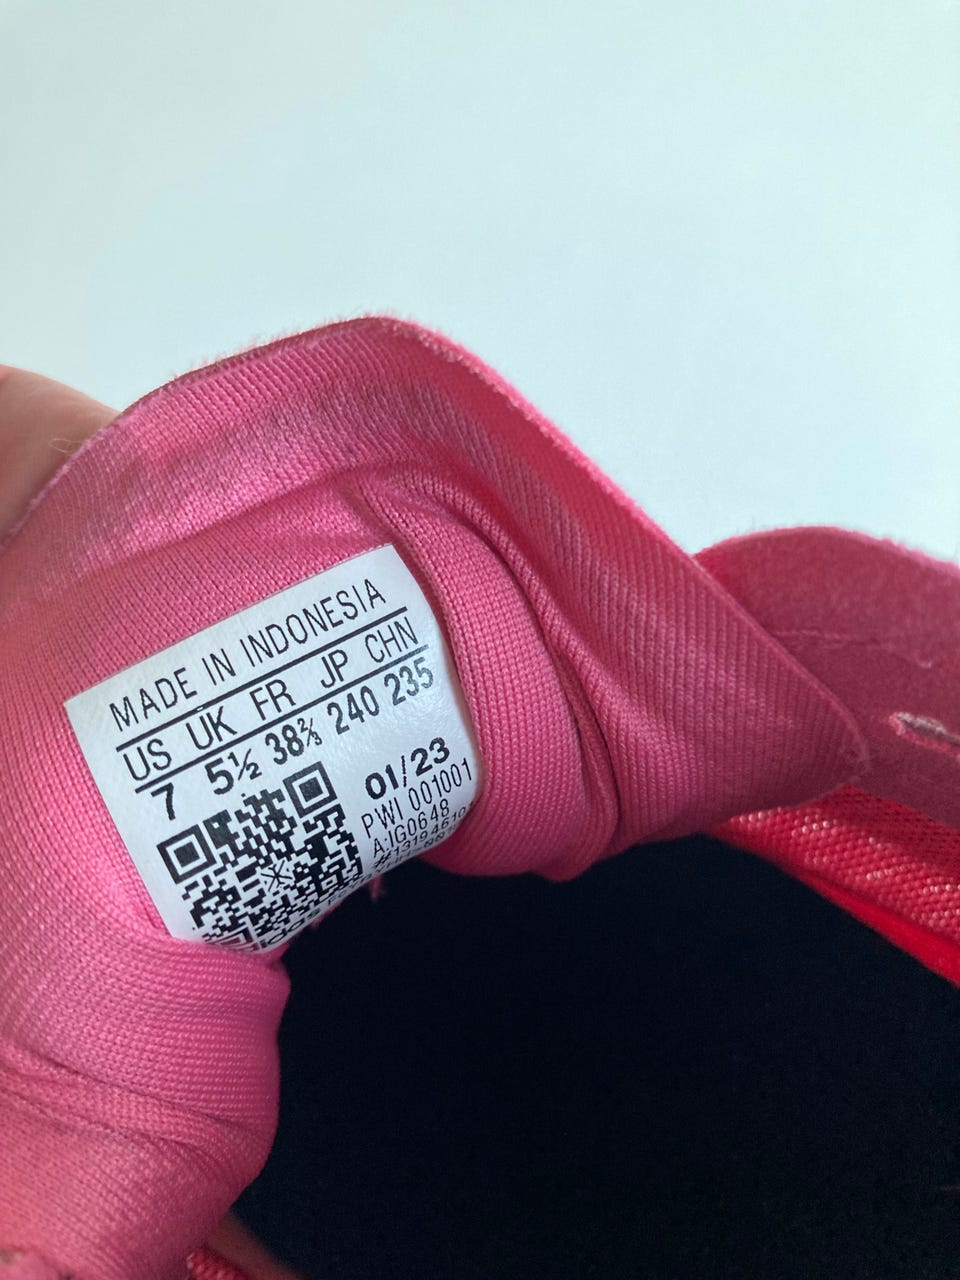 MADE IN INDONESIA
US UK FR JP CHN
7 5½ 38⅔ 240 235
01/23
PWI 001001
A:IG0648